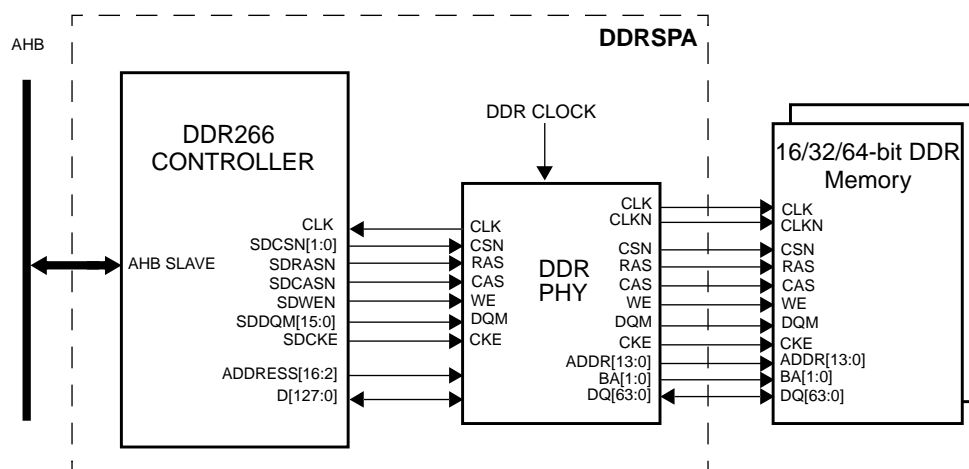 AHB
DDRSPA
DDR CLOCK
DDR266
CONTROLLER
CLK
SDCSN[1:0]
SDRASN
SDCASN
SDWEN
SDDQM[15:0]
SDCKE
ADDRESS[16:2]
D[127:0]
AHB SLAVE
CLK
CSN
RAS
CAS
WE
DQM
CKE
DDR
PHY
CLK
CLKN
CSN
RAS
CAS
WE
DQM
CKE
ADDR[13:0]
BA[1:0]
DQ[63:0]
16/32/64-bit DDR
Memory
CLK
CLKN
CSN
RAS
CAS
WE
DQM
CKE
ADDR[13:0]
BA[1:0]
DQ[63:0]